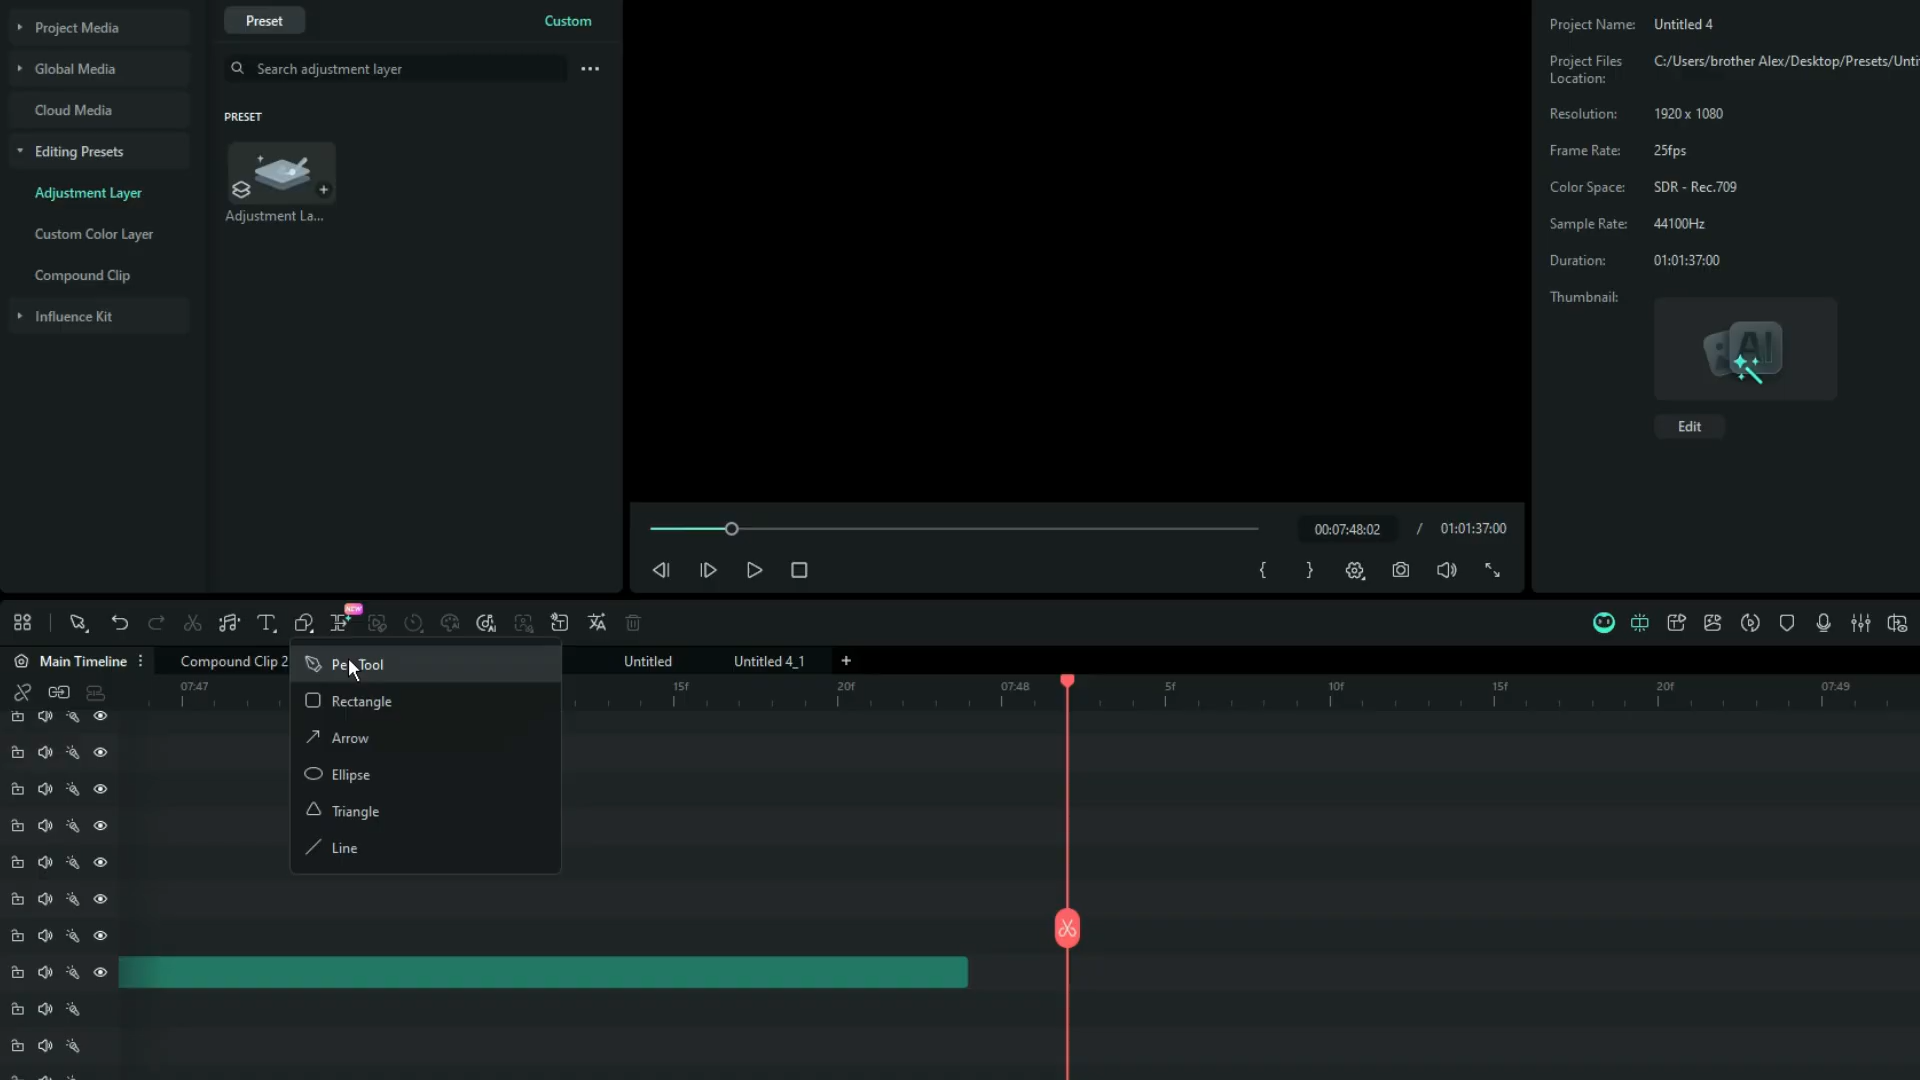 Project Media
Global Media
Cloud Media
Editing Presets
Adjustment Layer
Custom Color Layer
Compound Clip
Influence Kit
Preset
Custom
Search adjustment layer
PRESET
Adjustment La...
00:07:48:02 / 01:01:37:00
Project Name: Untitled 4
Project Files Location: C:/Users/brother Alex/Desktop/Presets/Unti
Resolution: 1920 x 1080
Frame Rate: 25fps
Color Space: SDR - Rec.709
Sample Rate: 44100Hz
Duration: 01:01:37:00
Thumbnail:
AI
Edit
NEW
Main Timeline
Compound Clip 2
Untitled
Untitled 4_1
07:47
15f
20f
07:48
5f
10f
15f
20f
07:49
Tool
Rectangle
Arrow
Ellipse
Triangle
Line